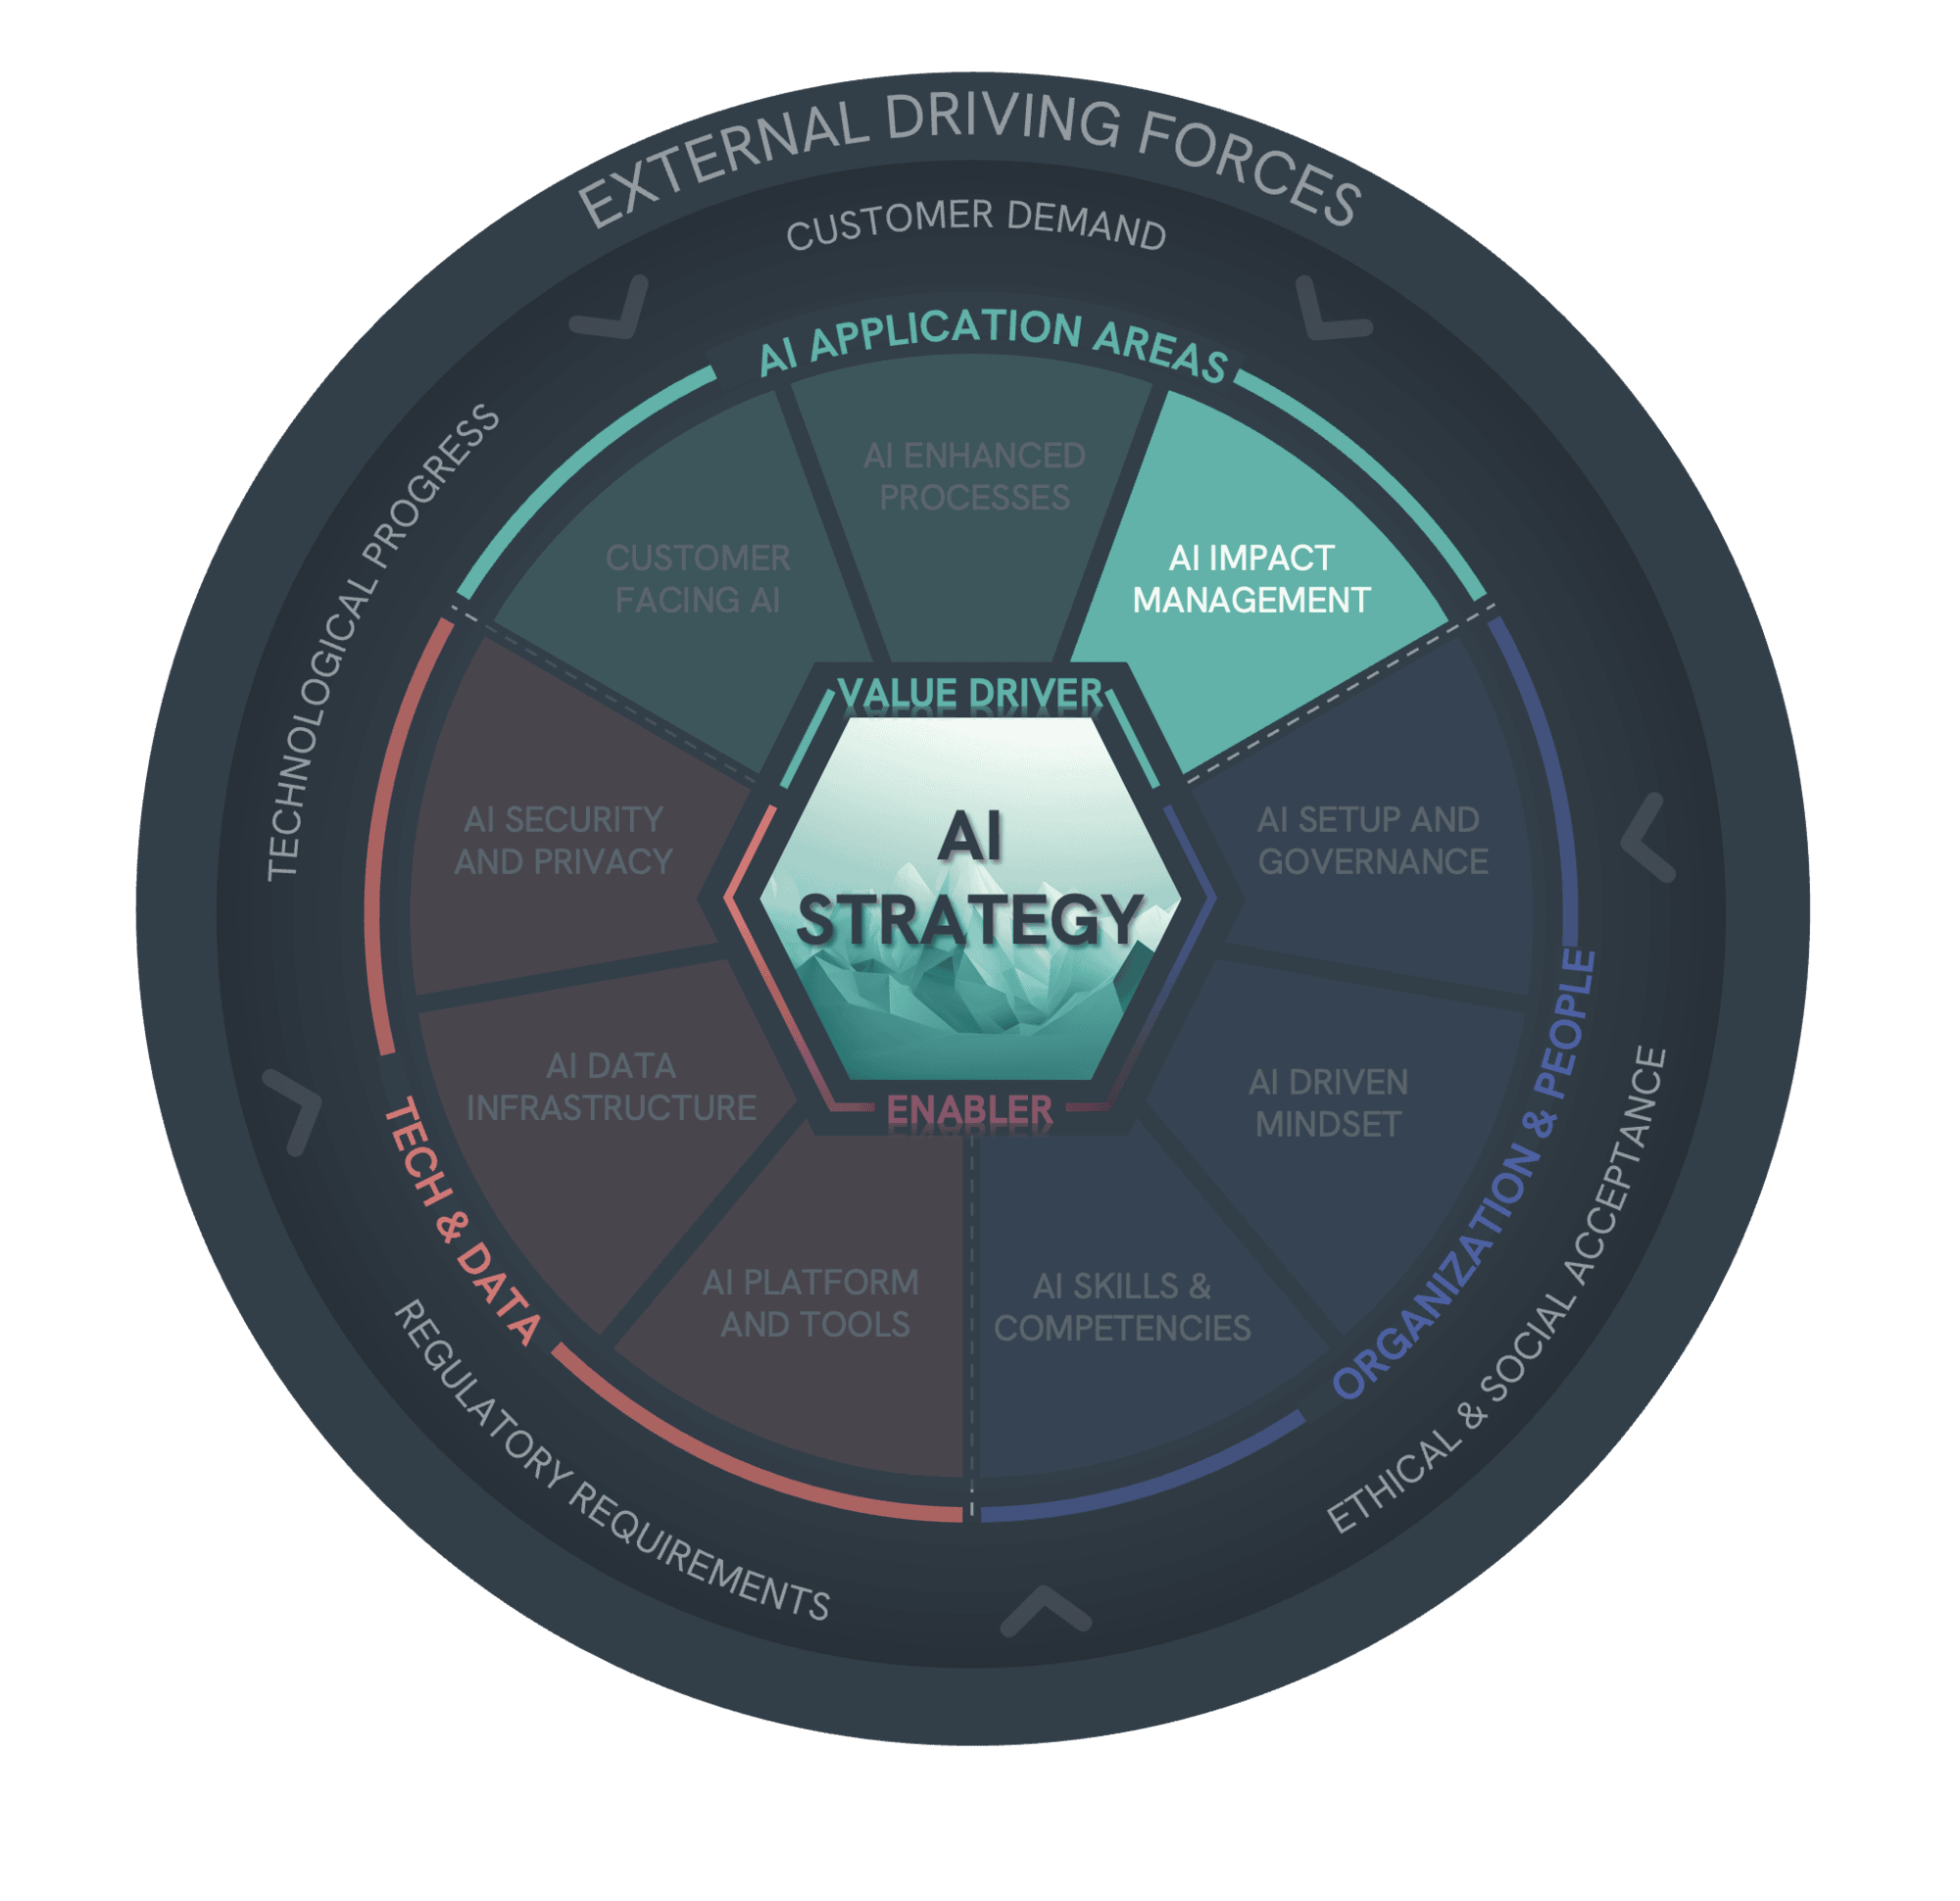 EXTERNAL DRIVING FORCES
CUSTOMER DEMAND
TECHNOLOGICAL PROGRESS
REGULATORY REQUIREMENTS
ETHICAL & SOCIAL ACCEPTANCE
AI APPLICATION AREAS
CUSTOMER
FACING AI
AI ENHANCED
PROCESSES
AI IMPACT
MANAGEMENT
ORGANIZATION & PEOPLE
AI SETUP AND
GOVERNANCE
AI DRIVEN
MINDSET
AI SKILLS &
COMPETENCIES
TECH & DATA
AI SECURITY
AND PRIVACY
AI DATA
INFRASTRUCTURE
AI PLATFORM
AND TOOLS
VALUE DRIVER
AI
STRATEGY
ENABLER